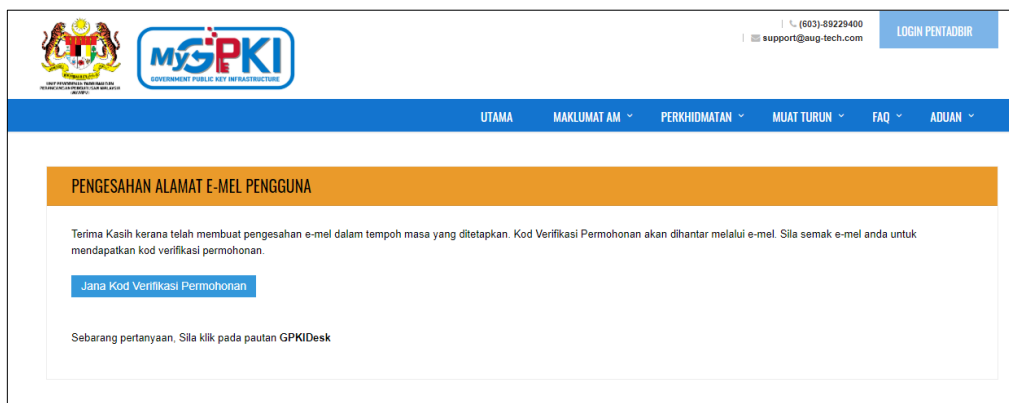 (603)-89229400
support@aug-tech.com
LOGIN PENTADBIR
MyGPKI
GOVERNMENT PUBLIC KEY INFRASTRUCTURE
UTAMA MAKLUMAT AM PERKHIDMATAN MUAT TURUN FAQ ADUAN
PENGESAHAN ALAMAT E-MEL PENGGUNA
Terima Kasih kerana telah membuat pengesahan e-mel dalam tempoh masa yang ditetapkan. Kod Verifikasi Permohonan akan dihantar melalui e-mel. Sila semak e-mel anda untuk
mendapatkan kod verifikasi permohonan.
Jana Kod Verifikasi Permohonan
Sebarang pertanyaan, Sila klik pada pautan GPKIDesk